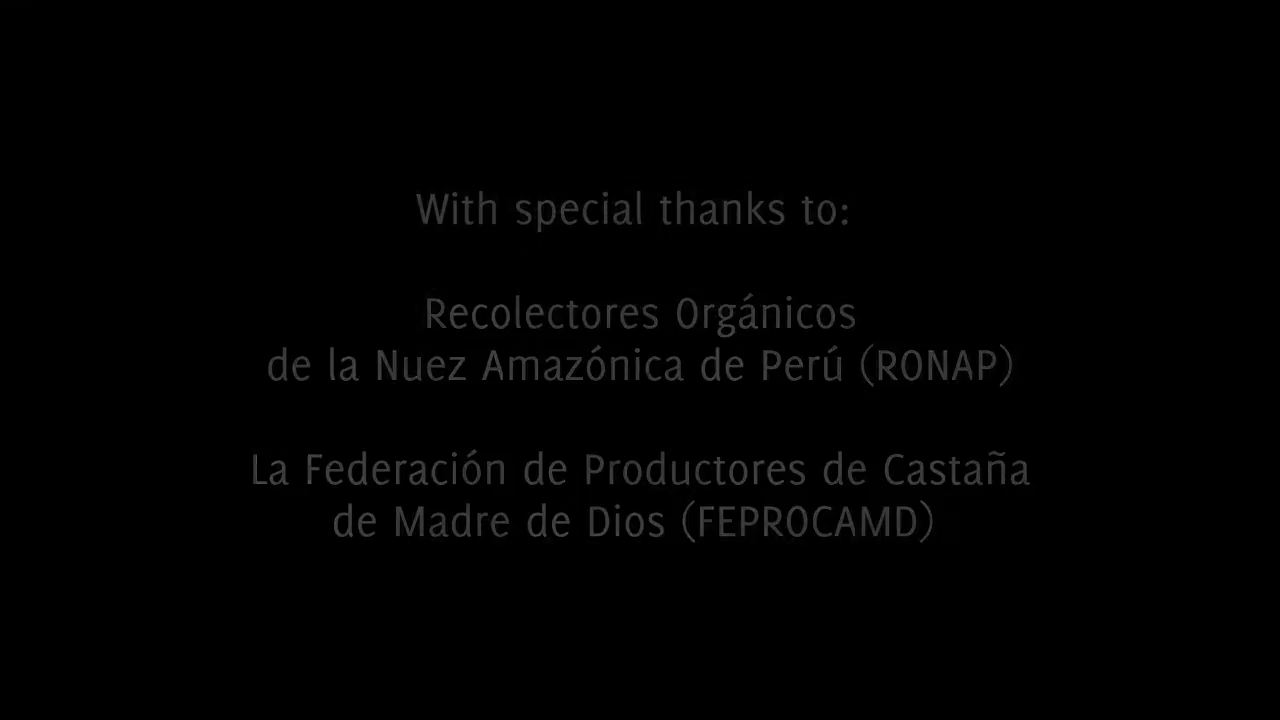 With special thanks to:
Recolectores Orgánicos
de la Nuez Amazónica de Perú (RONAP)
La Federación de Productores de Castaña
de Madre de Dios (FEPROCAMD)